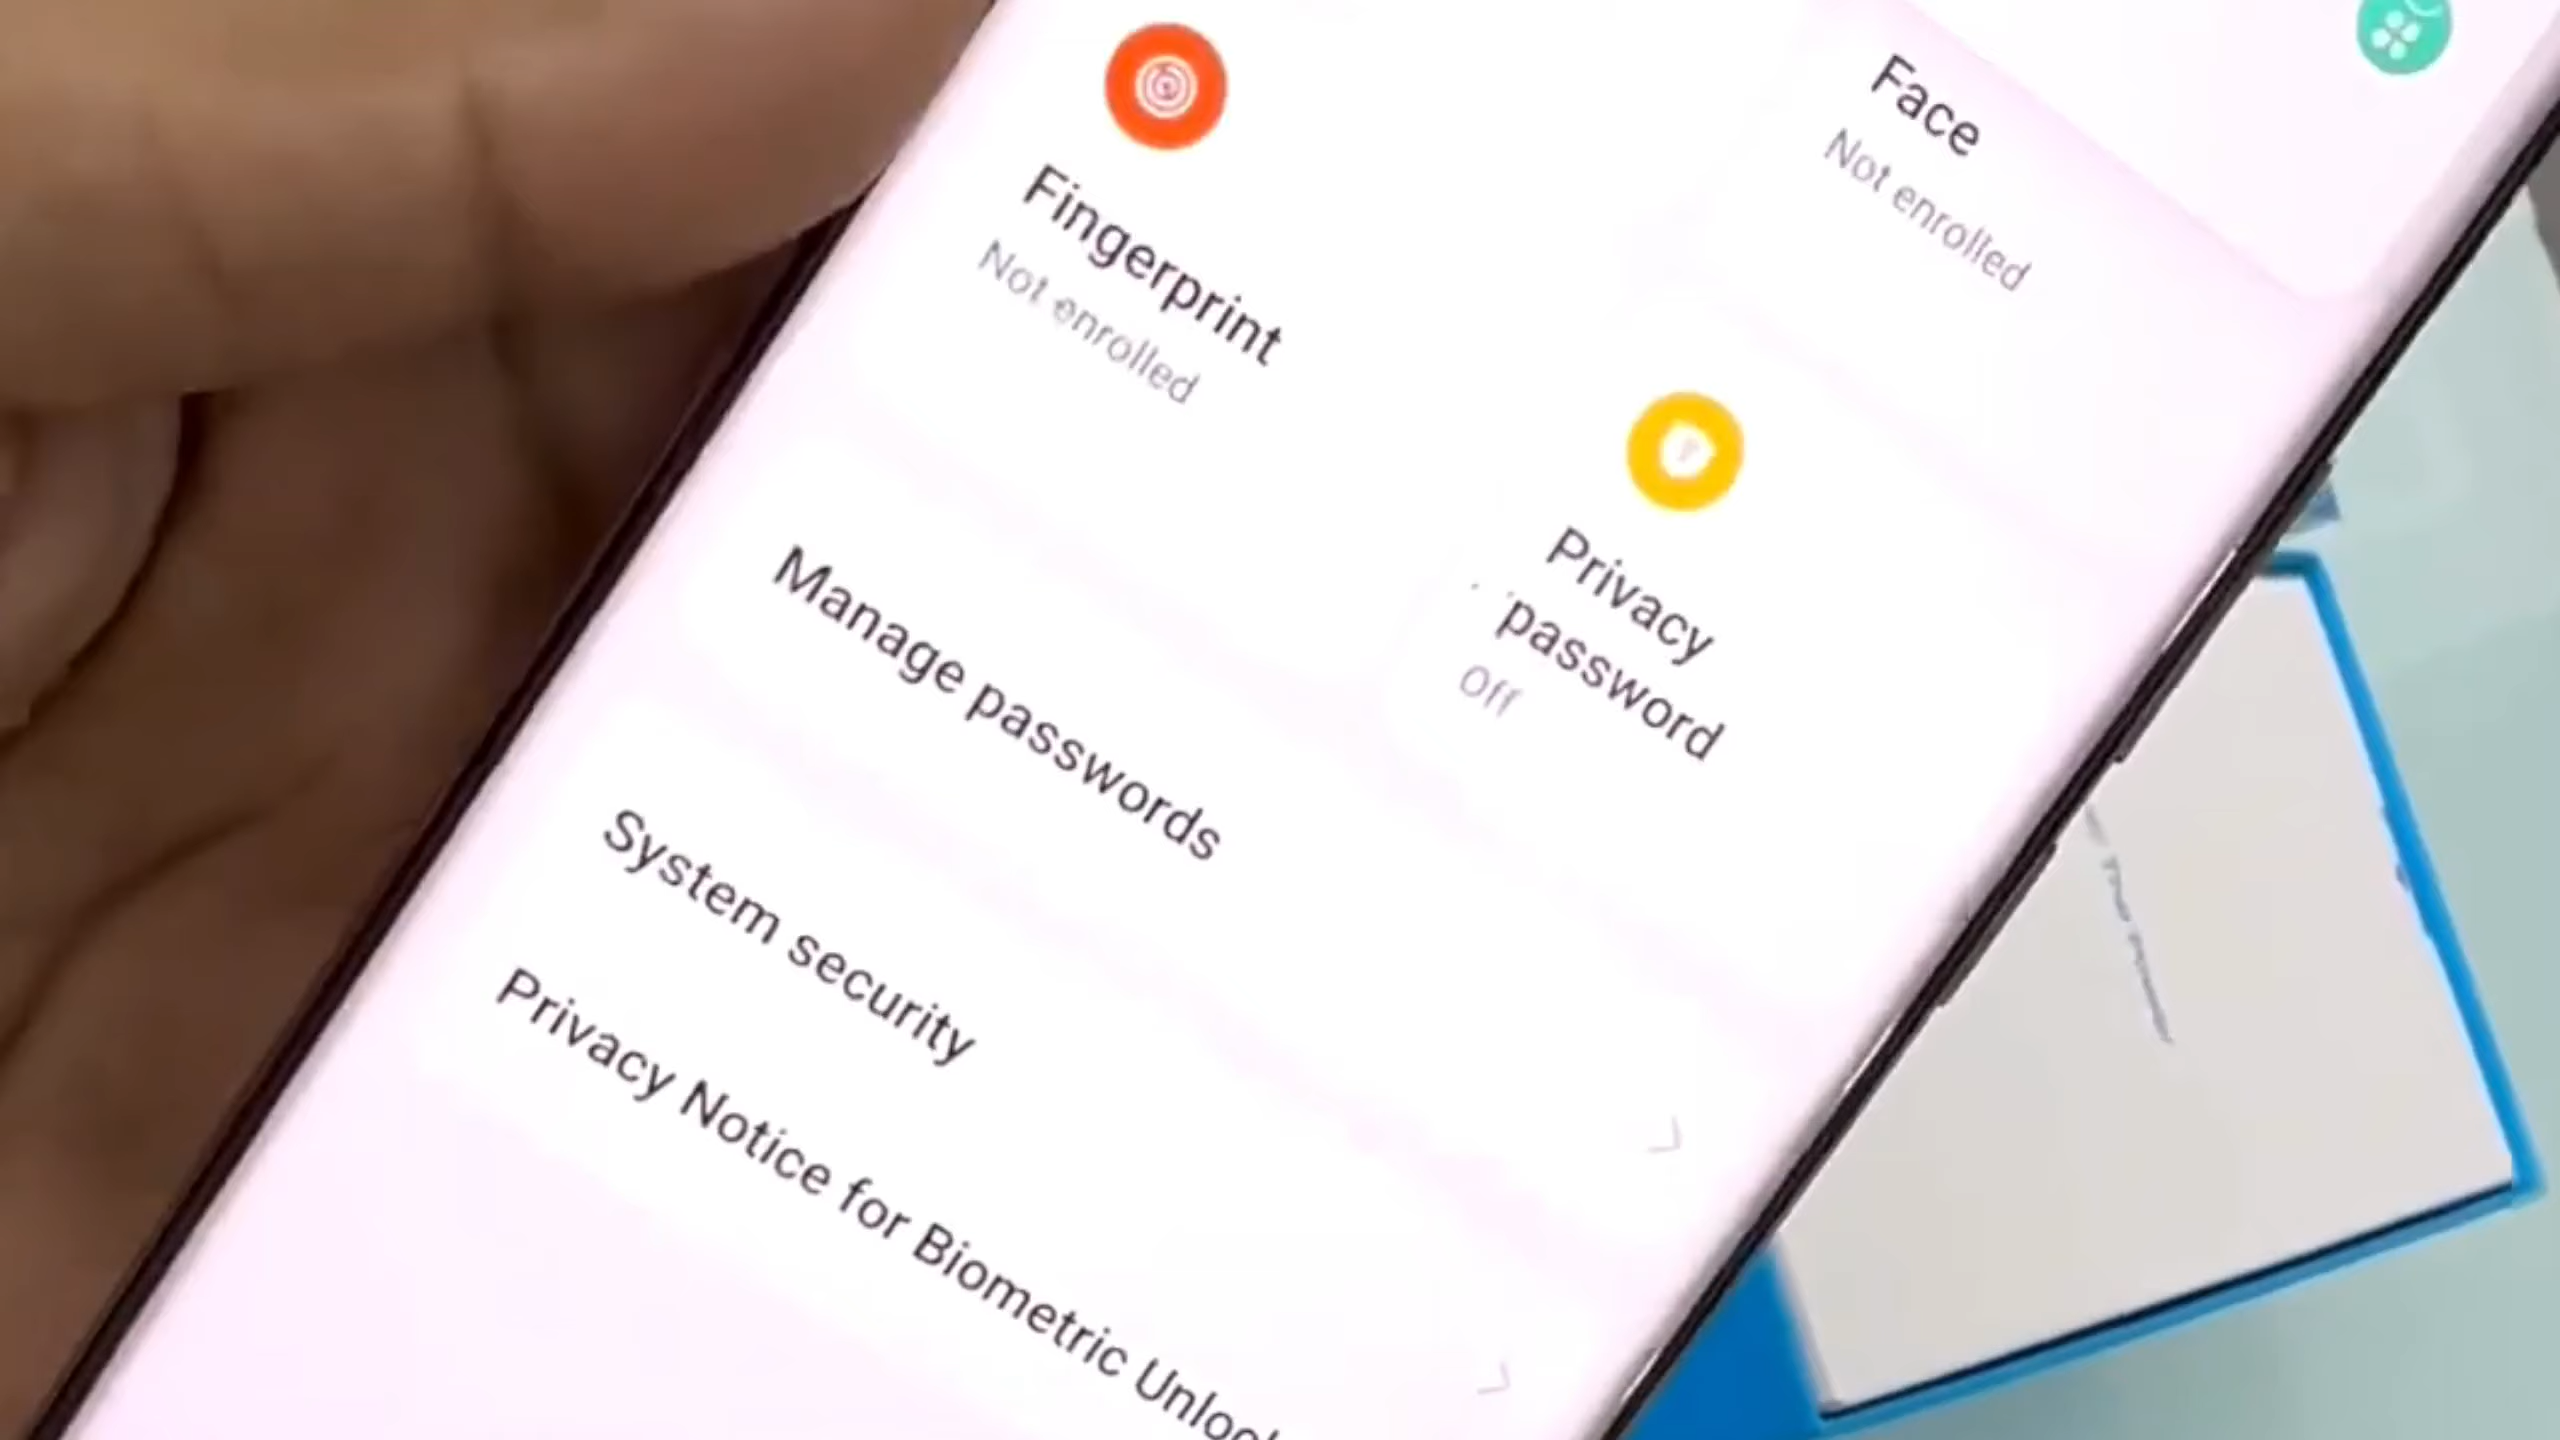 Face
Not enrolled
Fingerprint
Not enrolled
Privacy
password
Off
Manage passwords
System security
Privacy Notice for Biometric